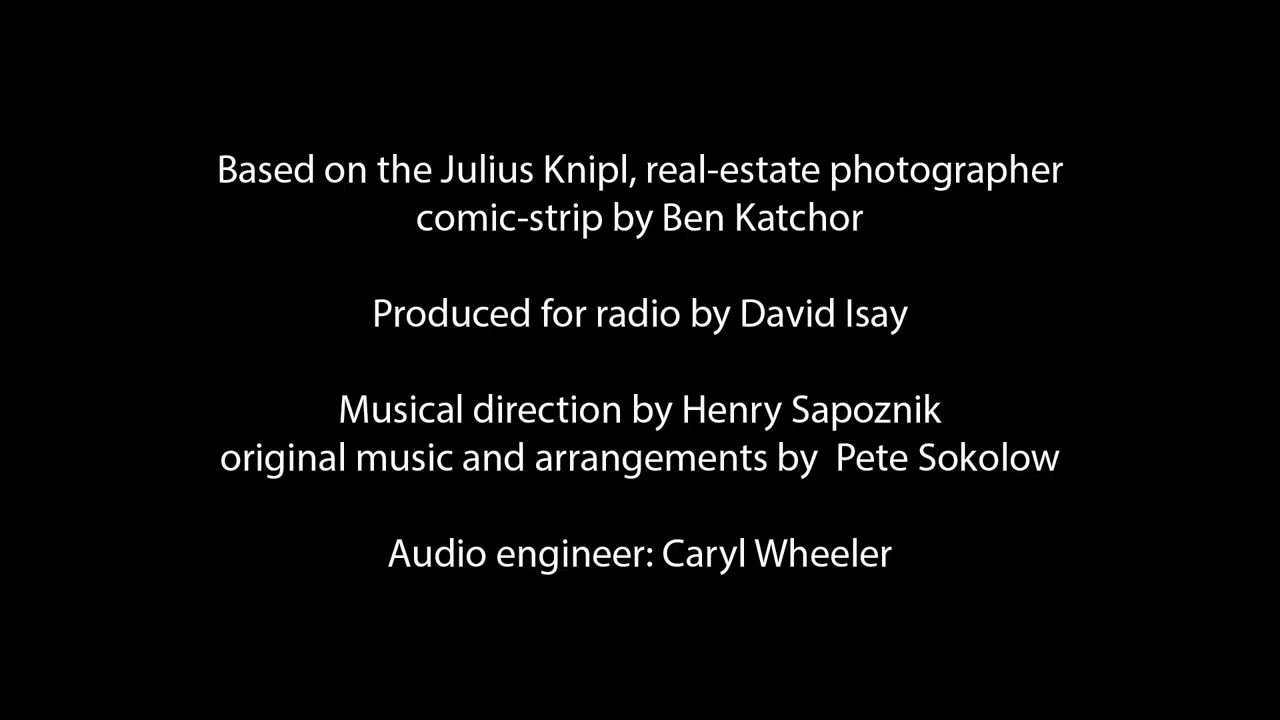 Based on the Julius Knipl, real-estate photographer
comic-strip by Ben Katchor
Produced for radio by David Isay
Musical direction by Henry Sapoznik
original music and arrangements by  Pete Sokolow
Audio engineer: Caryl Wheeler